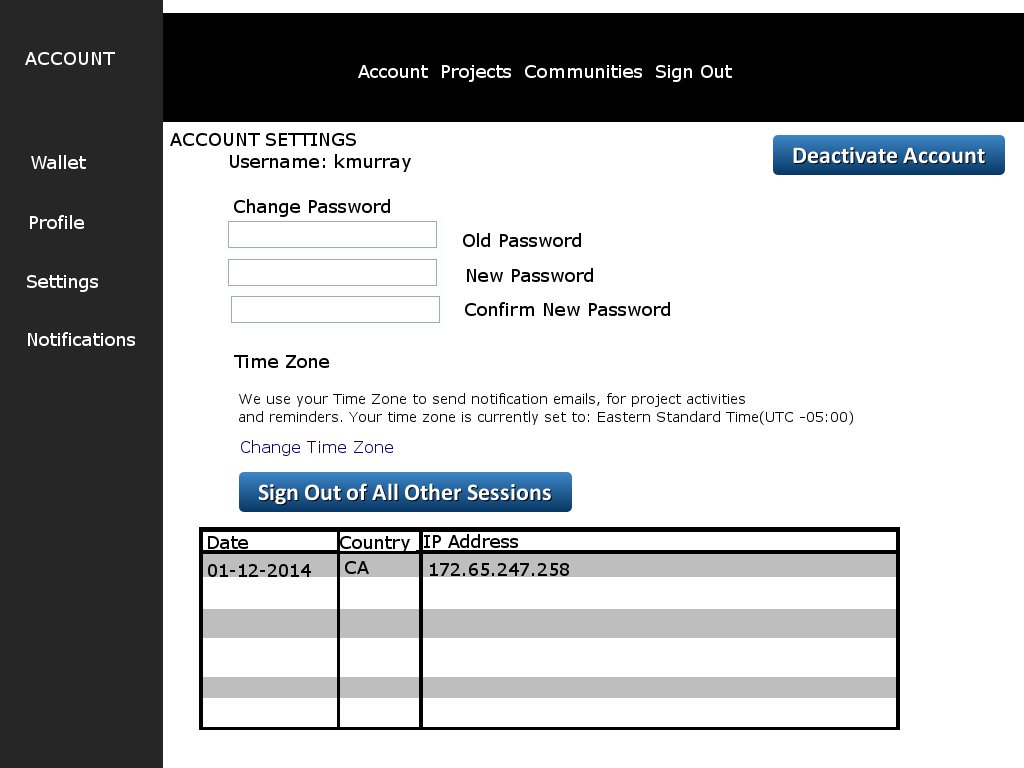 ACCOUNT
Account Projects Communities Sign Out
ACCOUNT SETTINGS
Username: kmurray
Deactivate Account
Wallet
Profile
Settings
Notifications
Change Password
Old Password
New Password
Confirm New Password
Time Zone
We use your Time Zone to send notification emails, for project activities
and reminders. Your time zone is currently set to: Eastern Standard Time(UTC -05:00)
Change Time Zone
Sign Out of All Other Sessions
Date Country IP Address
01-12-2014 CA 172.65.247.258